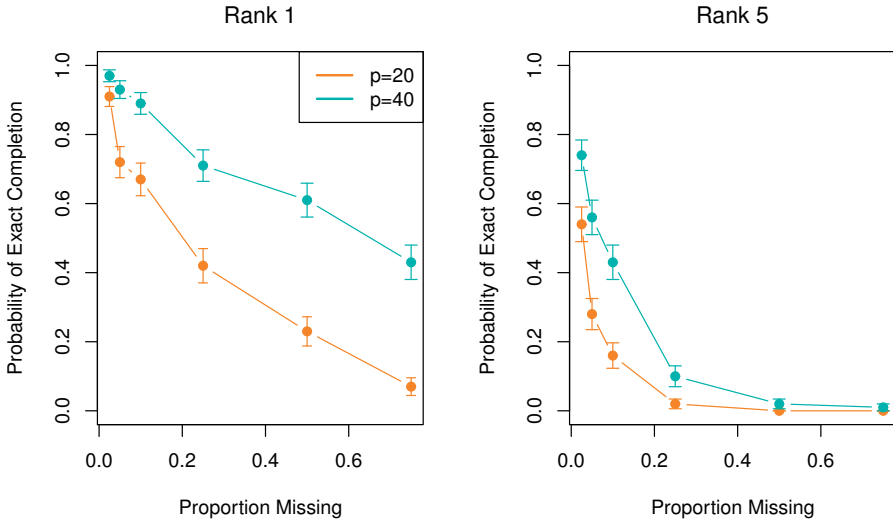 Rank 1
Probability of Exact Completion
1.0
0.8
0.6
0.4
0.2
0.0
p=20
p=40
0.0 0.2 0.4 0.6
Proportion Missing
Rank 5
Probability of Exact Completion
1.0
0.8
0.6
0.4
0.2
0.0
0.0 0.2 0.4 0.6
Proportion Missing